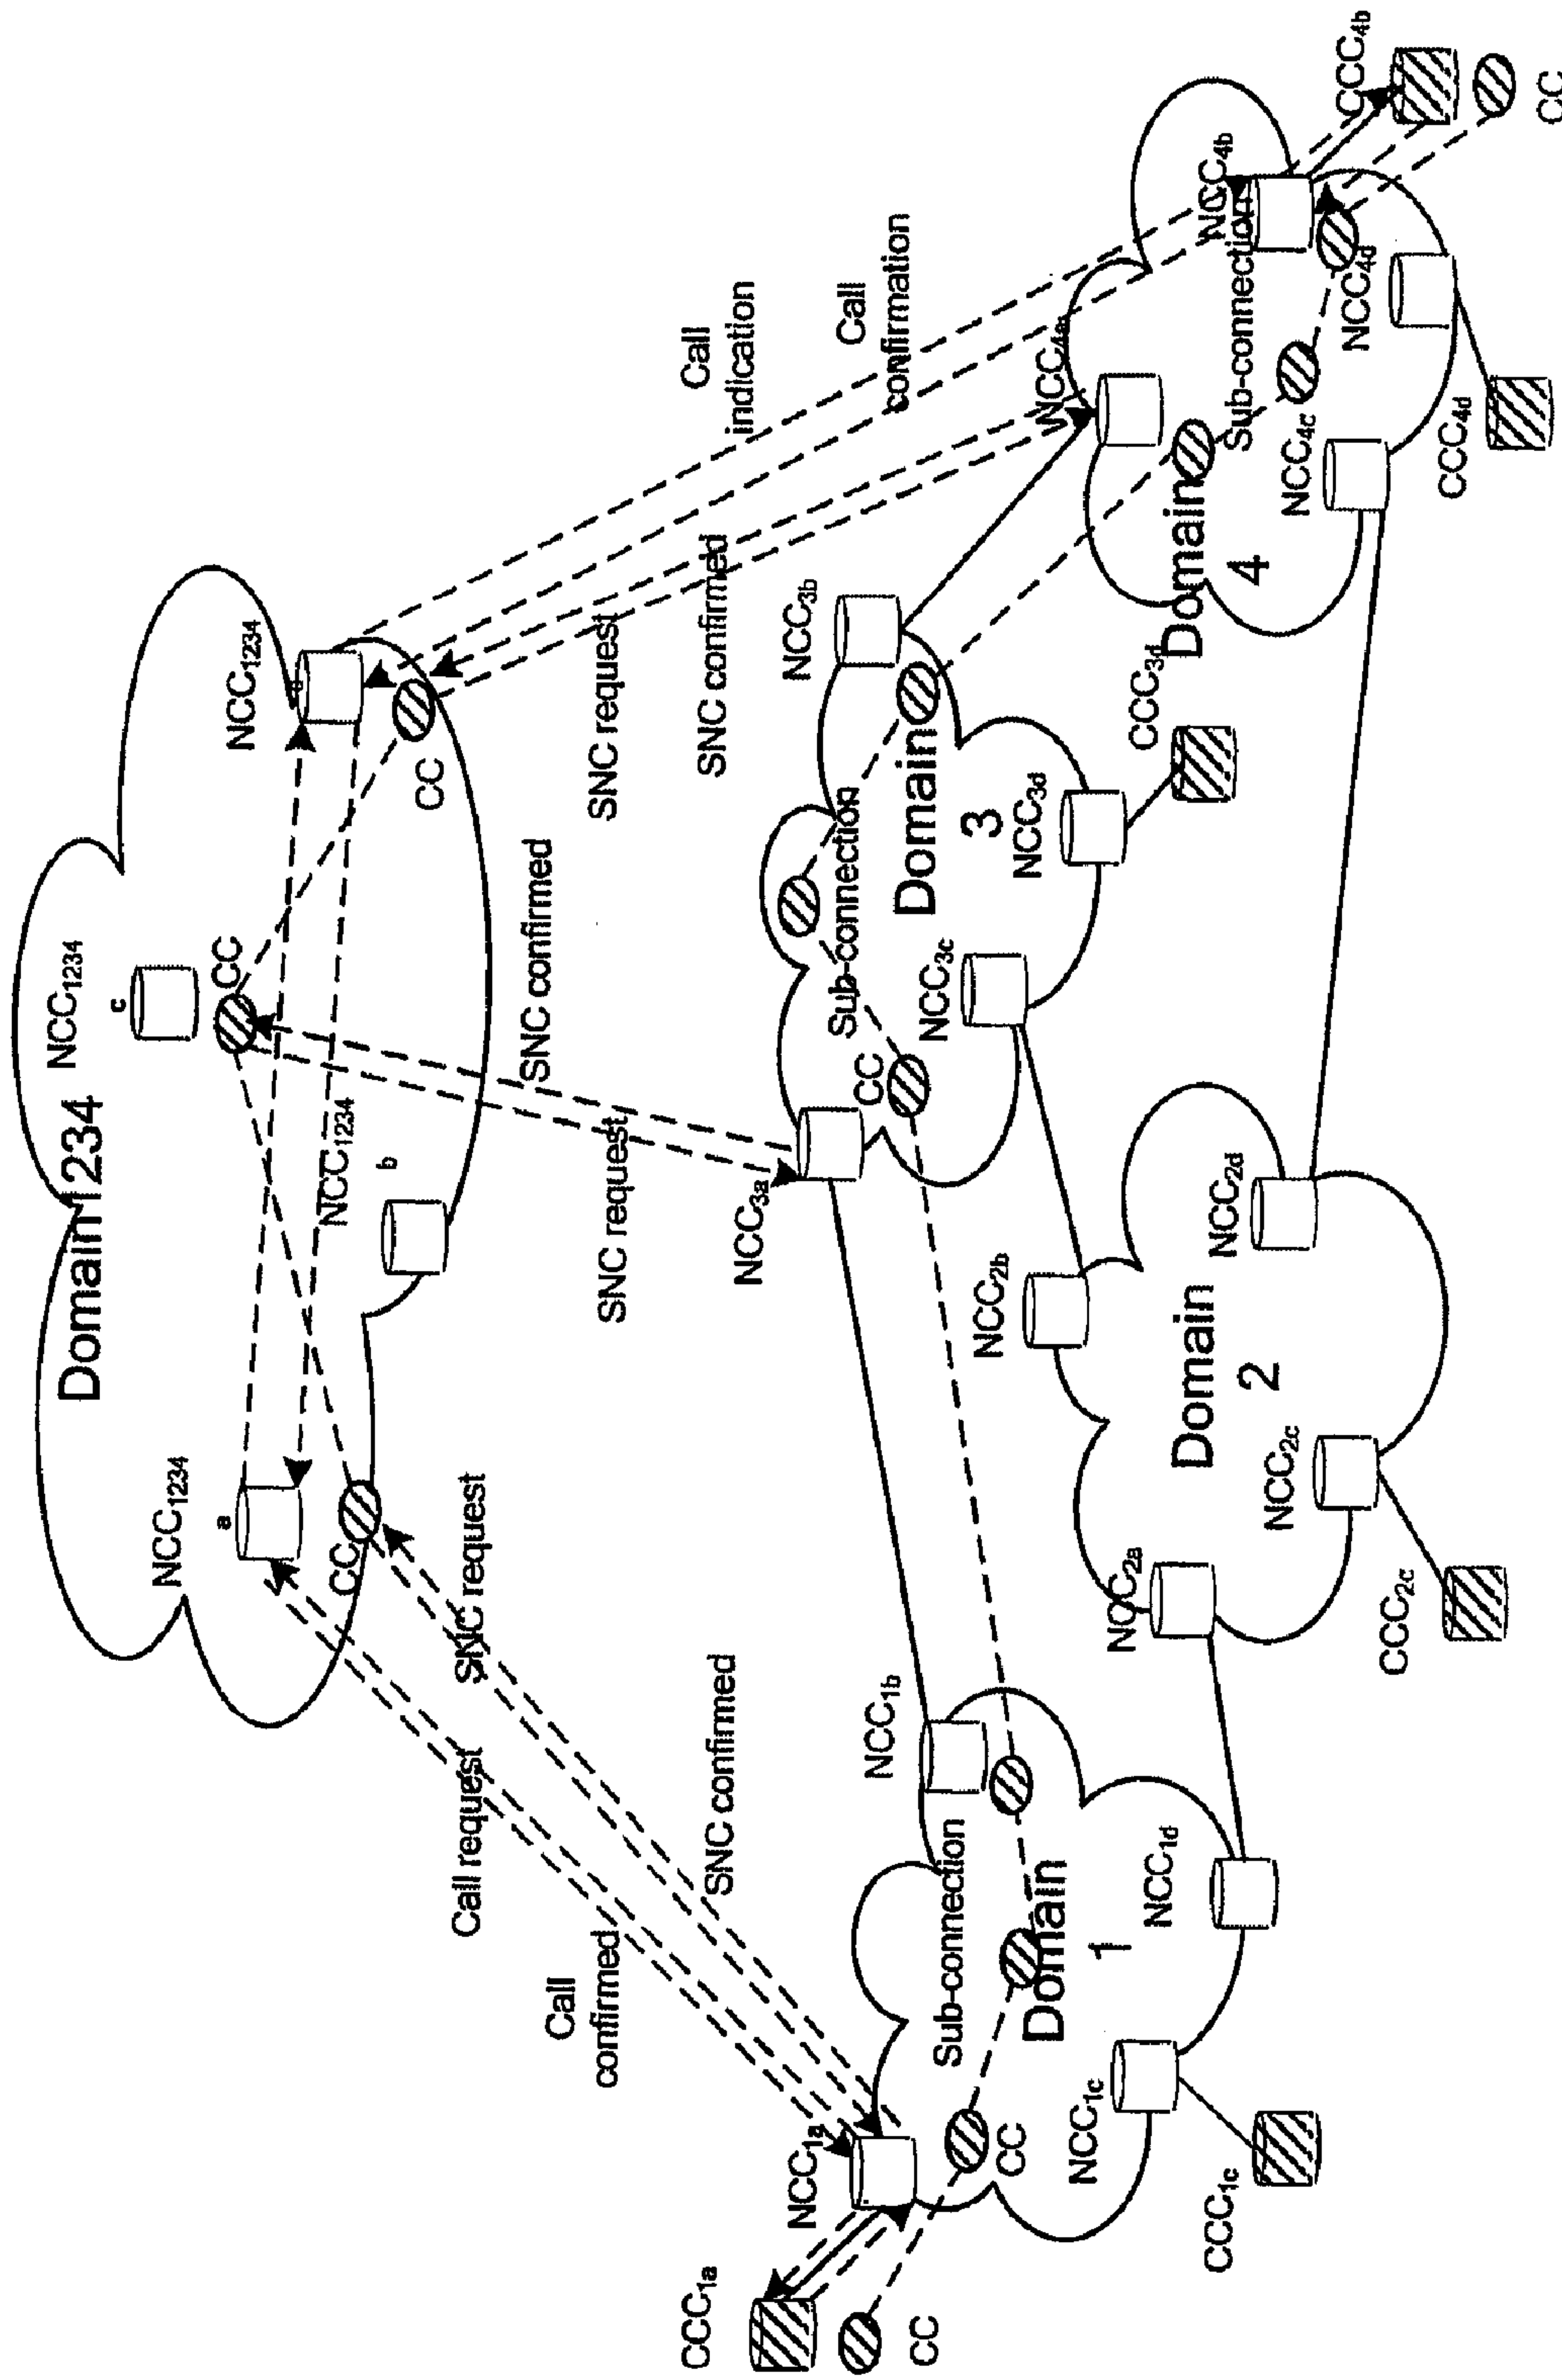 Domain1234
NCC1234
a
NCC1234
c
NCC1234
b
NCC1234
CC
CC
CC
Call request
SNC request
Call
confirmed
SNC confirmed
SNC request
SNC confirmed
SNC request
SNC confirmed
Call
indication
Call
confirmation
CCC1a
CC
NCC1a
CC
Sub-connection
NCC1b
Domain
1
NCC1c
CCC1c
NCC1d
NCC2a
NCC2b
Domain
2
NCC2c
CCC2c
NCC2d
NCC3a
CC
Sub-connection
NCC3b
Domain
3
NCC3c
NCC3d
CCC3d
NCC4a
NCC4b
Sub-connection
Domain
4
NCC4c
NCC4d
CCC4d
CCC4b
CC